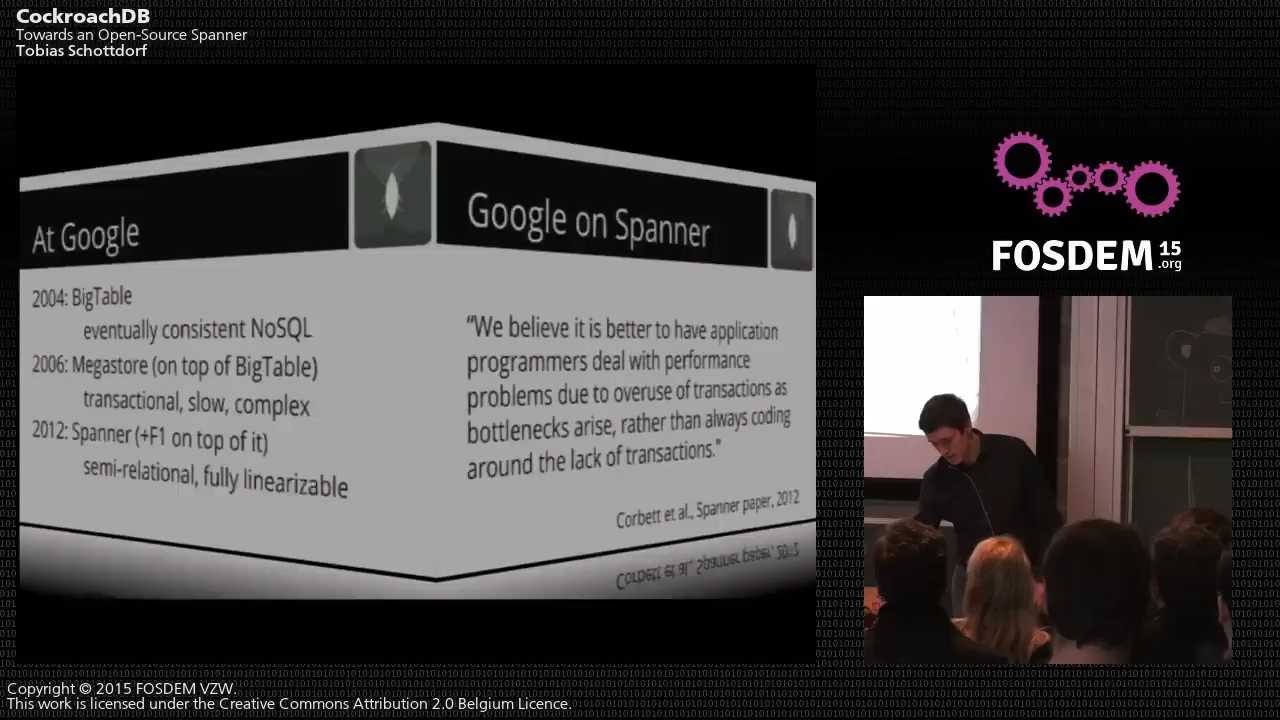 CockroachDB
Towards an Open-Source Spanner
Tobias Schottdorf
At Google
2004: BigTable
eventually consistent NoSQL
2006: Megastore (on top of BigTable)
transactional, slow, complex
2012: Spanner (+F1 on top of it)
semi-relational, fully linearizable
Google on Spanner
“We believe it is better to have application
programmers deal with performance
problems due to overuse of transactions as
bottlenecks arise, rather than always coding
around the lack of transactions.”
Corbett et al., Spanner paper, 2012
FOSDEM 15
.org
Copyright © 2015 FOSDEM VZW.
This work is licensed under the Creative Commons Attribution 2.0 Belgium Licence.